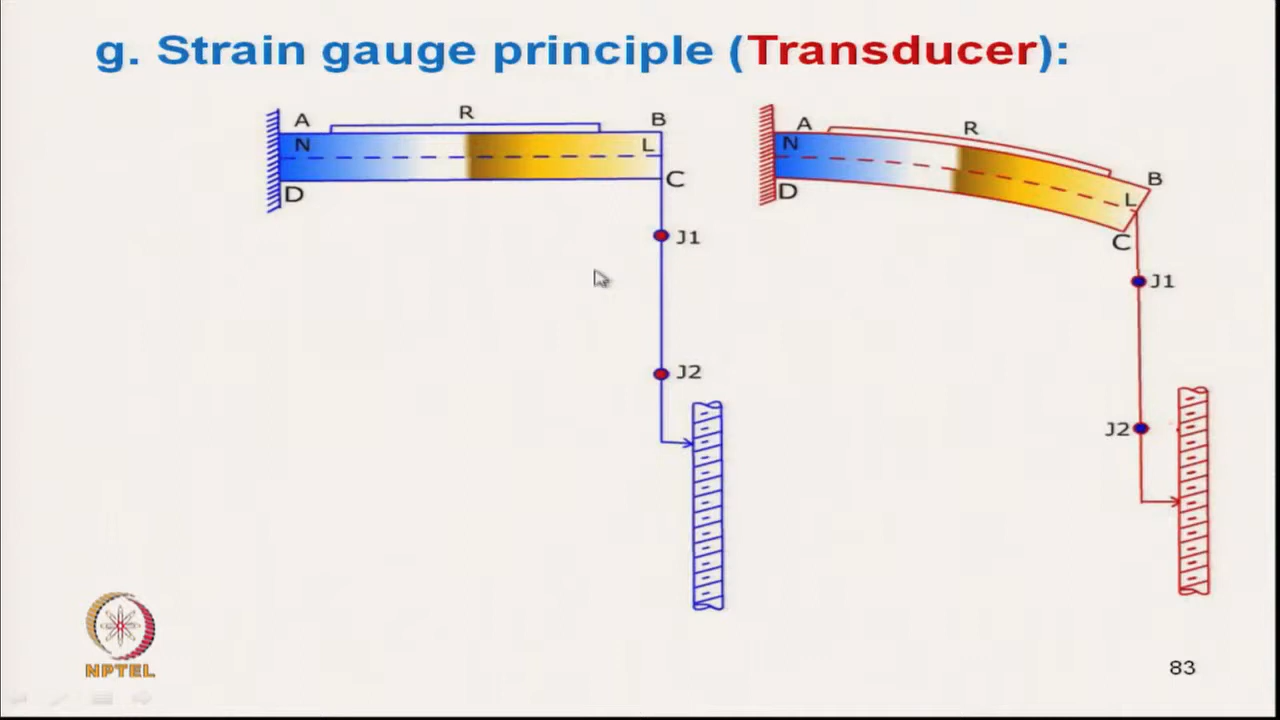 g. Strain gauge principle (Transducer):
A R B
N L
D C
J1
J2
A R B
N L
D C
J1
J2
NPTEL
83